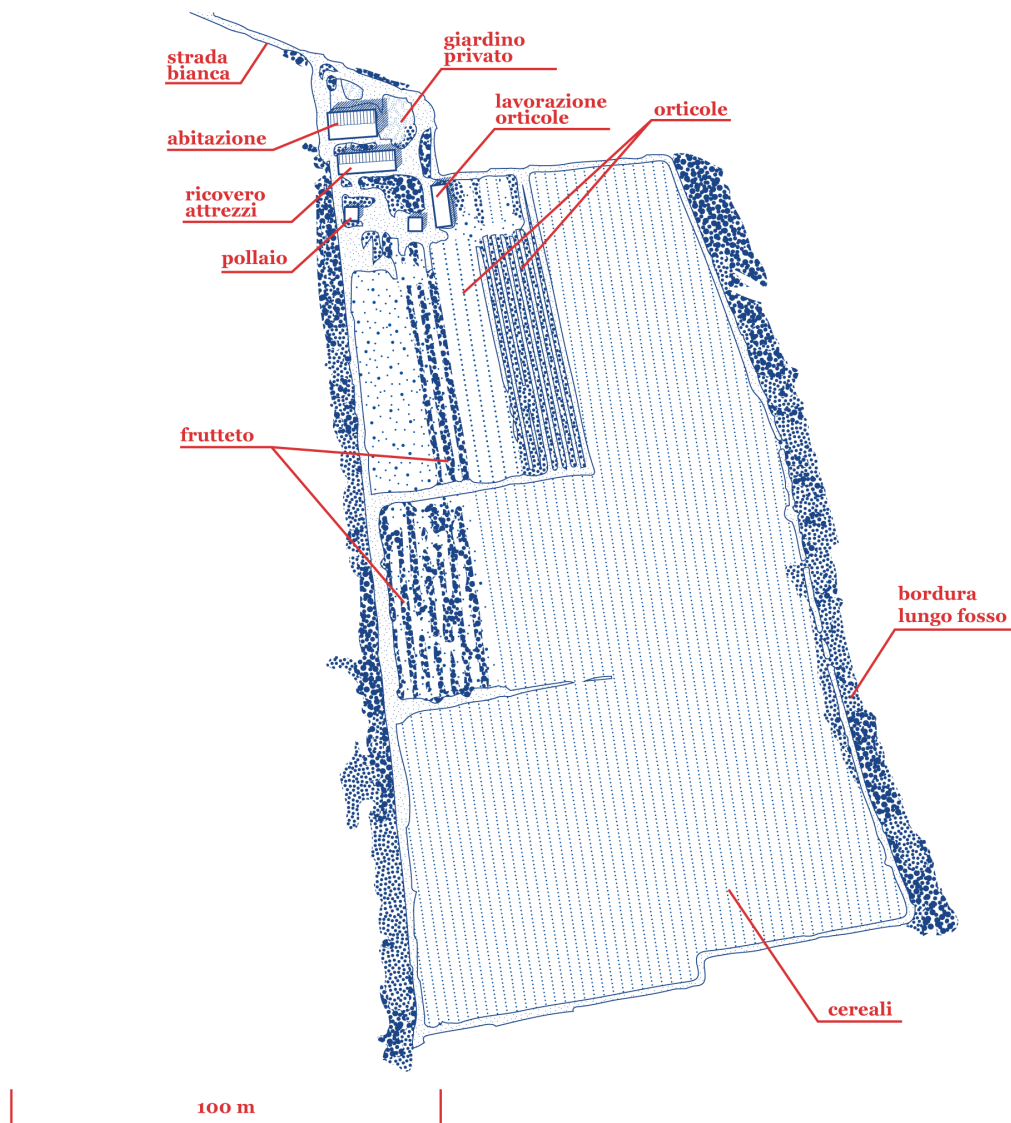 giardino
privato
strada
bianca
lavorazione
orticole
orticole
abitazione
ricovero
attrezzi
pollaio
frutteto
bordura
lungo fosso
cereali
100 m